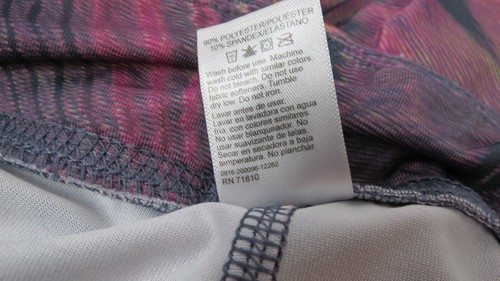 90% POLYESTER/POLIÉSTER
10% SPANDEX/ELASTANO
Wash before use. Machine
wash cold with similar colors.
Do not bleach. Do not use
fabric softeners. Tumble
dry low. Do not iron.
Lavar antes de usar.
Lavar en lavadora con agua
fría, con colores similares
No usar blanqueador. No
usar suavizante de telas.
Secar en secadora a baja
temperatura. No planchar.
0816-200096-12282
RN 71810